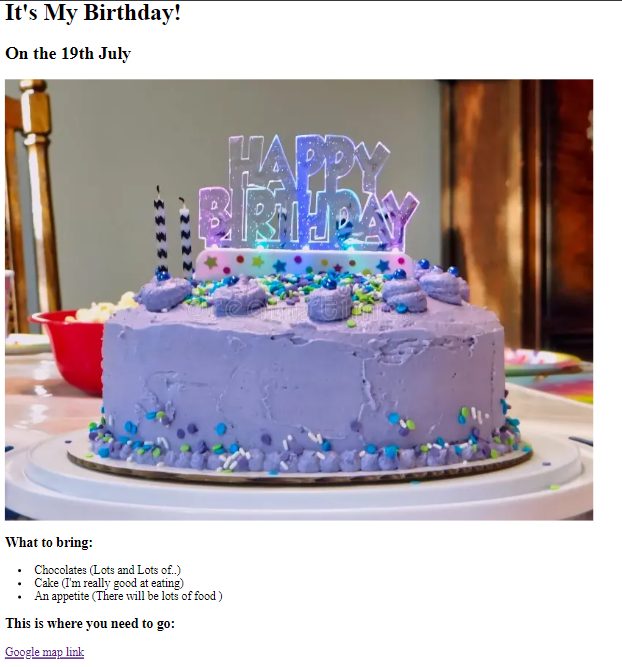 It's My Birthday!
On the 19th July
HAPPY
BIRTHDAY
What to bring:
Chocolates (Lots and Lots of..)
Cake (I'm really good at eating)
An appetite (There will be lots of food )
This is where you need to go:
Google map link